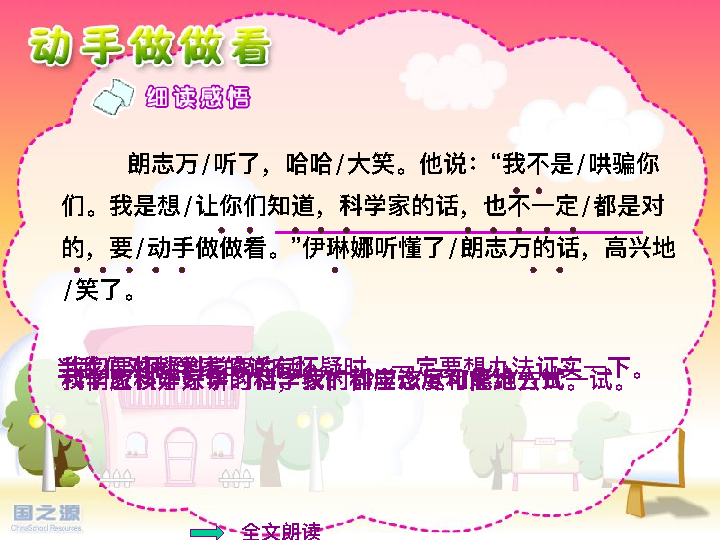 动手做做看
细读感悟
朗志万/听了，哈哈/大笑。他说：“我不是/哄骗你
们。我是想/让你们知道，科学家的话，也不一定/都是对
的，要/动手做做看。”伊琳娜听懂了/朗志万的话，高兴地
/笑了。
国之源
ChinaSchool Resources
全文朗读